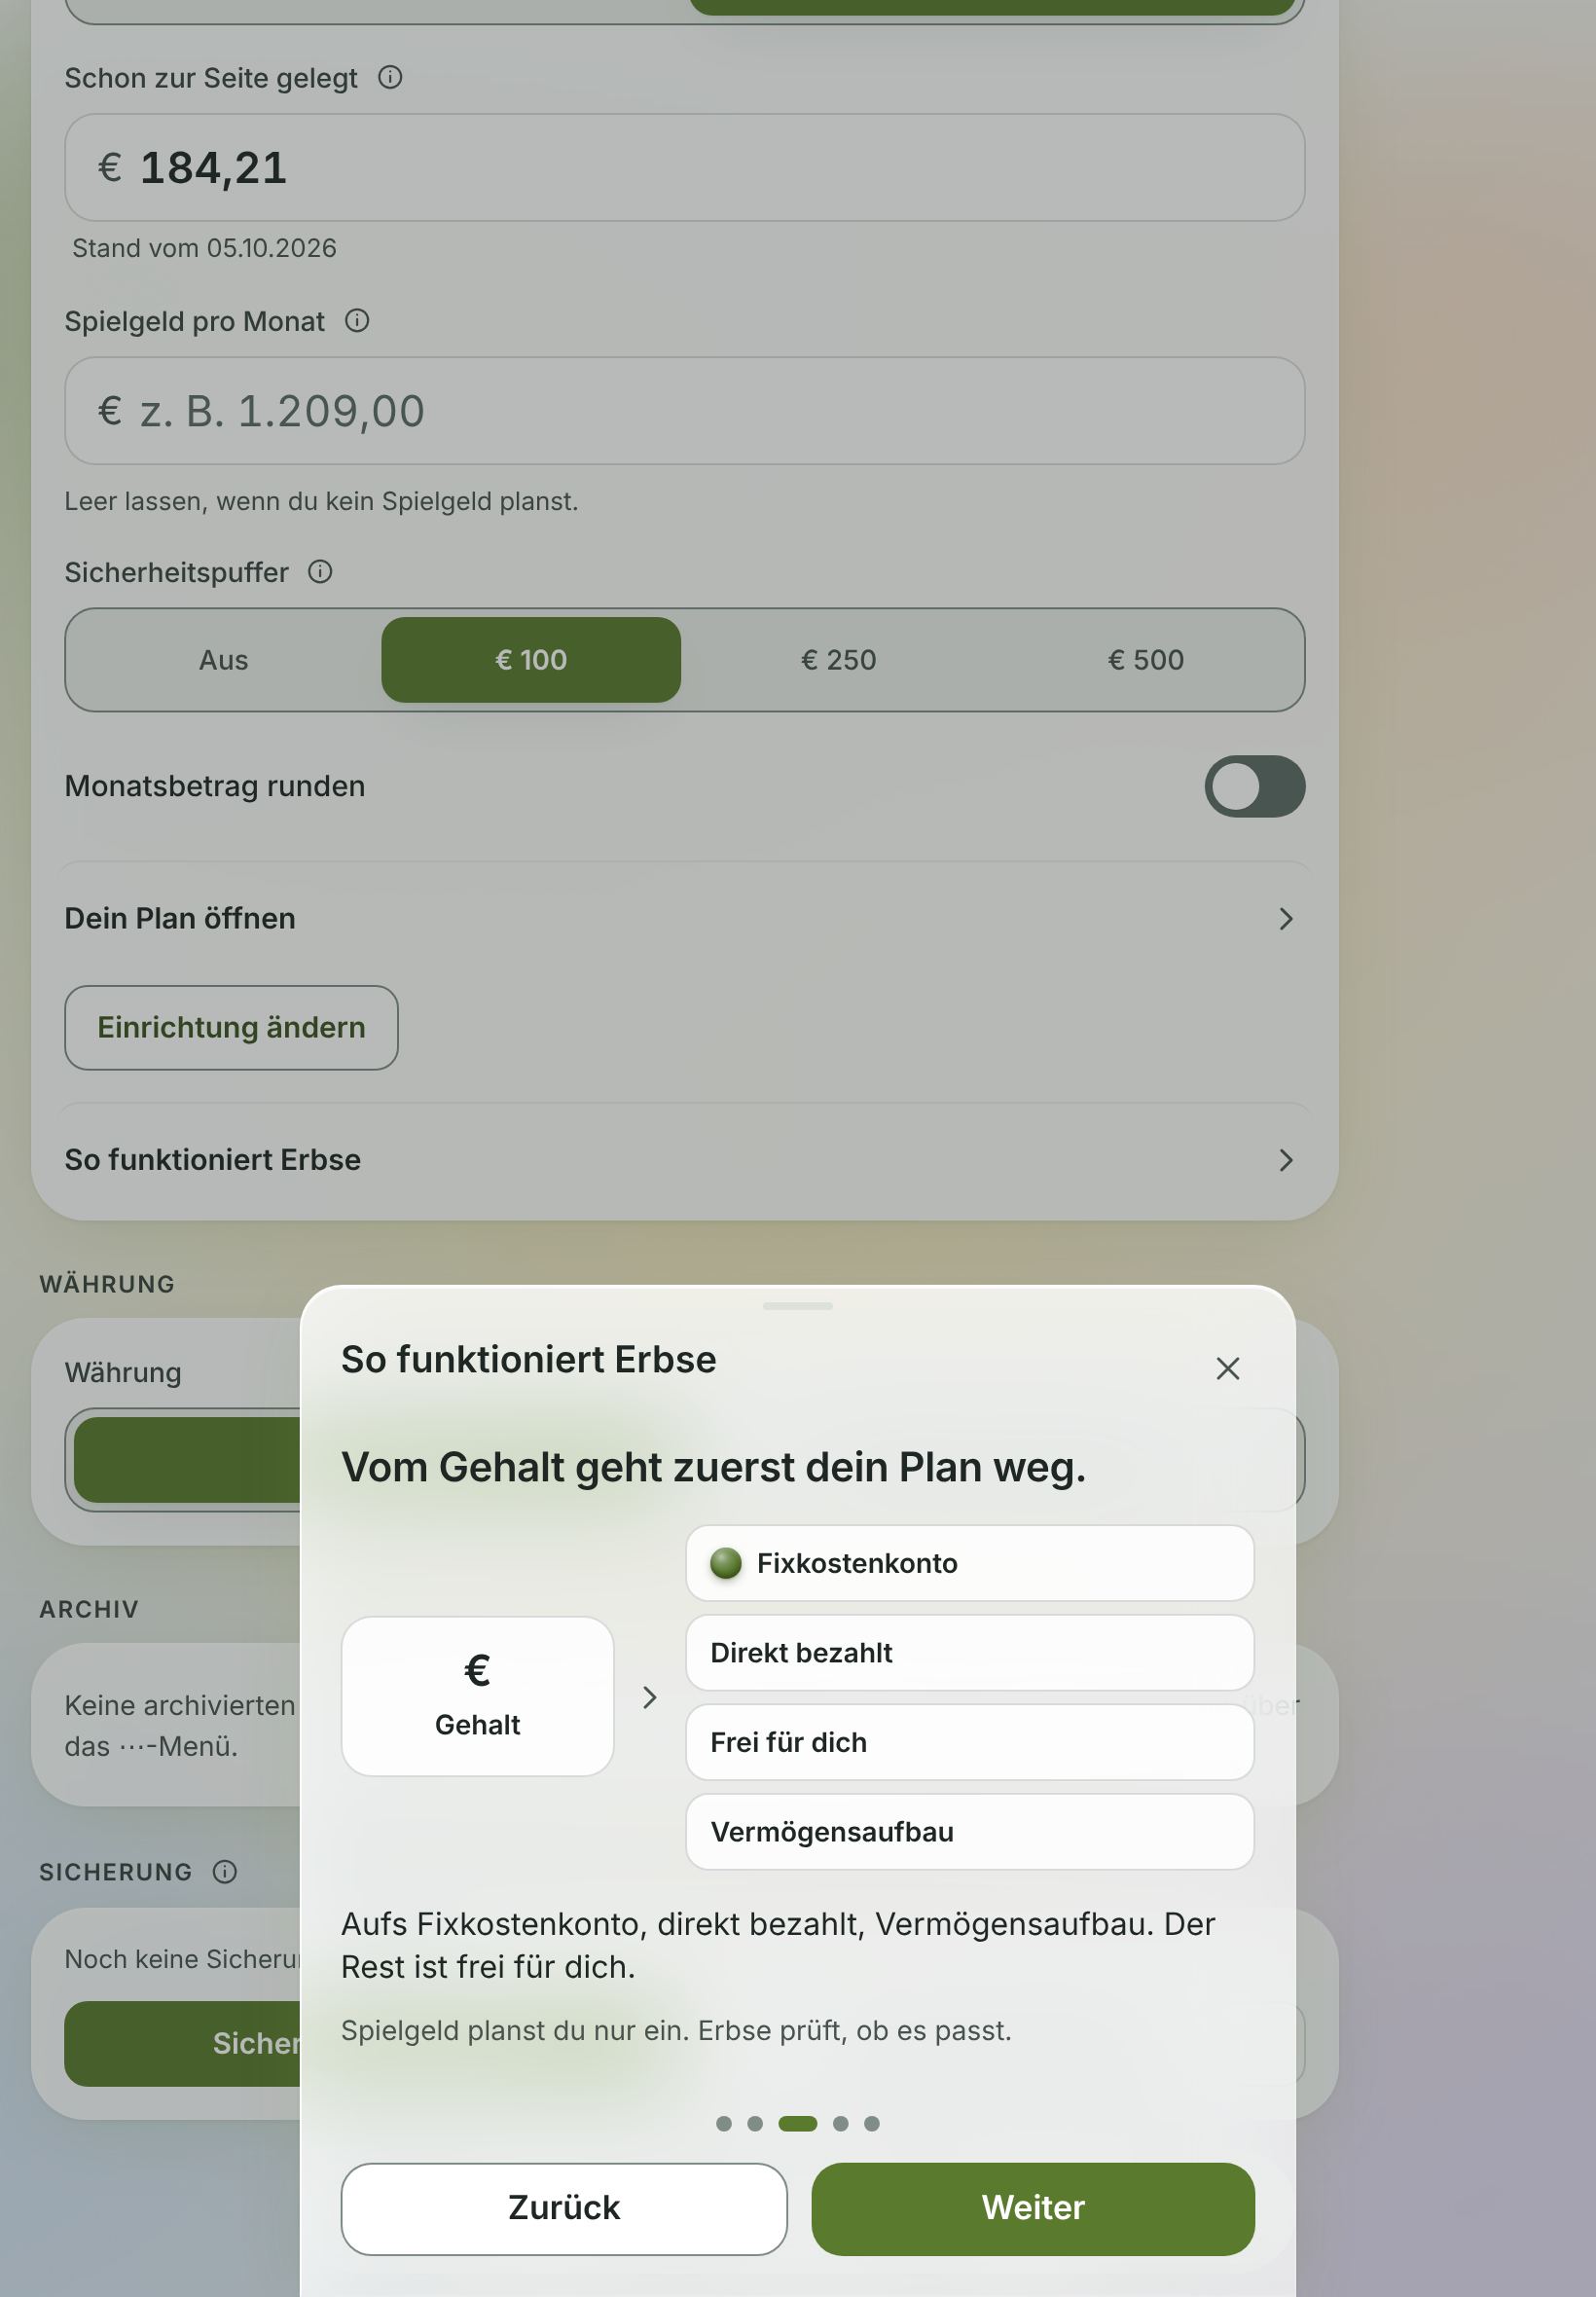 Schon zur Seite gelegt
€ 184,21
Stand vom 05.10.2026
Spielgeld pro Monat
€ z. B. 1.209,00
Leer lassen, wenn du kein Spielgeld planst.
Sicherheitspuffer
Aus € 100 € 250 € 500
Monatsbetrag runden
Dein Plan öffnen
Einrichtung ändern
So funktioniert Erbse
WÄHRUNG
Währung
ARCHIV
Keine archivierten
über
das ···-Menü.
SICHERUNG
Noch keine
So funktioniert Erbse
Vom Gehalt geht zuerst dein Plan weg.
€
Gehalt
Fixkostenkonto
Direkt bezahlt
Frei für dich
Vermögensaufbau
Aufs Fixkostenkonto, direkt bezahlt, Vermögensaufbau. Der
Rest ist frei für dich.
Spielgeld planst du nur ein. Erbse prüft, ob es passt.
Zurück
Weiter